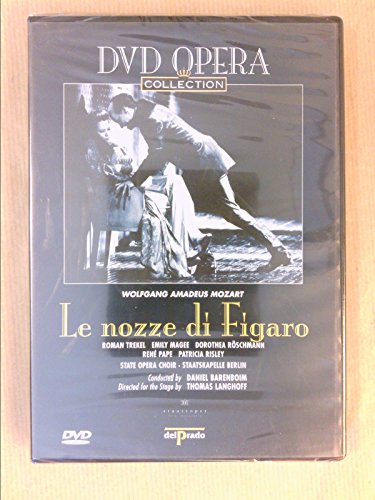 DVD OPERA
COLLECTION
WOLFGANG AMADEUS MOZART
Le nozze di Figaro
ROMAN TREKEL EMILY MAGEE DOROTHEA RÖSCHMANN
RENÉ PAPE PATRICIA RISLEY
STATE OPERA CHOIR - STAATSKAPELLE BERLIN
Conducted by DANIEL BARENBOIM
Directed for the Stage by THOMAS LANGHOFF
staatsoper
DVD
delPrado